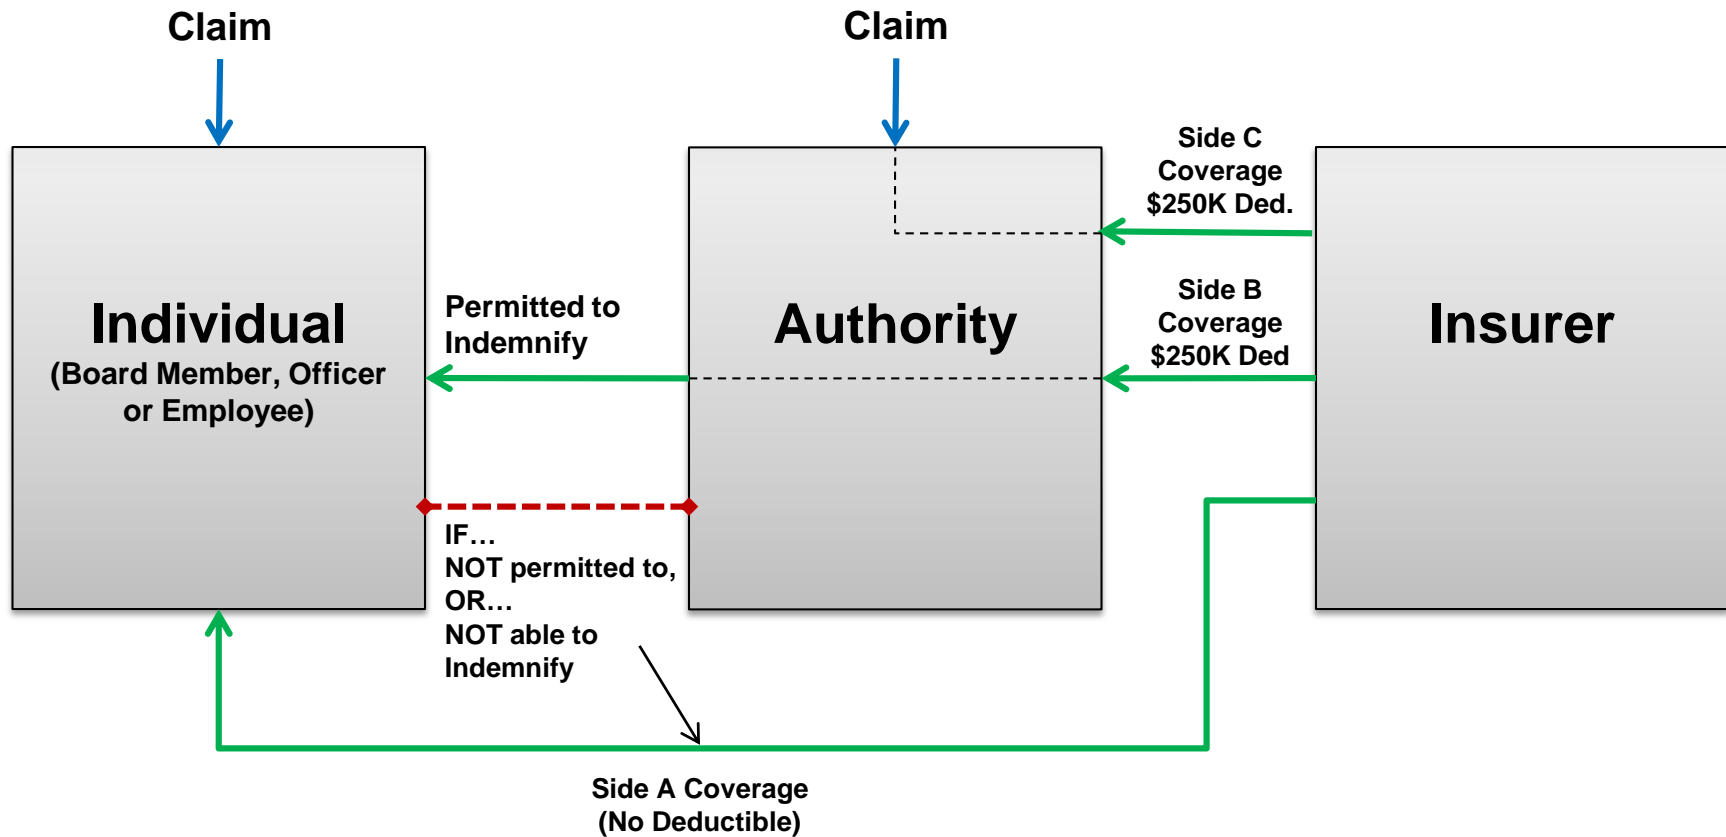 Claim
Claim
Individual
(Board Member, Officer
or Employee)
Permitted to
Indemnify
Authority
Side C
Coverage
$250K Ded.
Side B
Coverage
$250K Ded
Insurer
IF…
NOT permitted to,
OR…
NOT able to
Indemnify
Side A Coverage
(No Deductible)